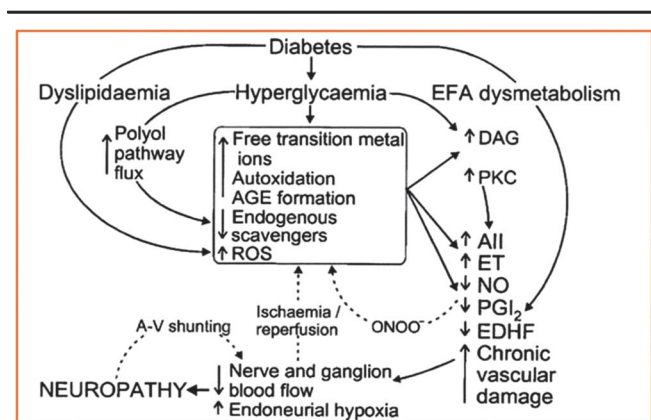 Diabetes
Dyslipidaemia
Hyperglycaemia
EFA dysmetabolism
↑ Polyol
pathway
flux
↑ Free transition metal
ions
Autoxidation
AGE formation
↓ Endogenous
scavengers
↑ ROS
↑ DAG
↑ PKC
↑ AII
↑ ET
↓ NO
↓ PGI₂
↓ EDHF
↑ Chronic
vascular
damage
Ischaemia /
reperfusion
ONOO⁻
A-V shunting
NEUROPATHY
↓ Nerve and ganglion
blood flow
↑ Endoneurial hypoxia